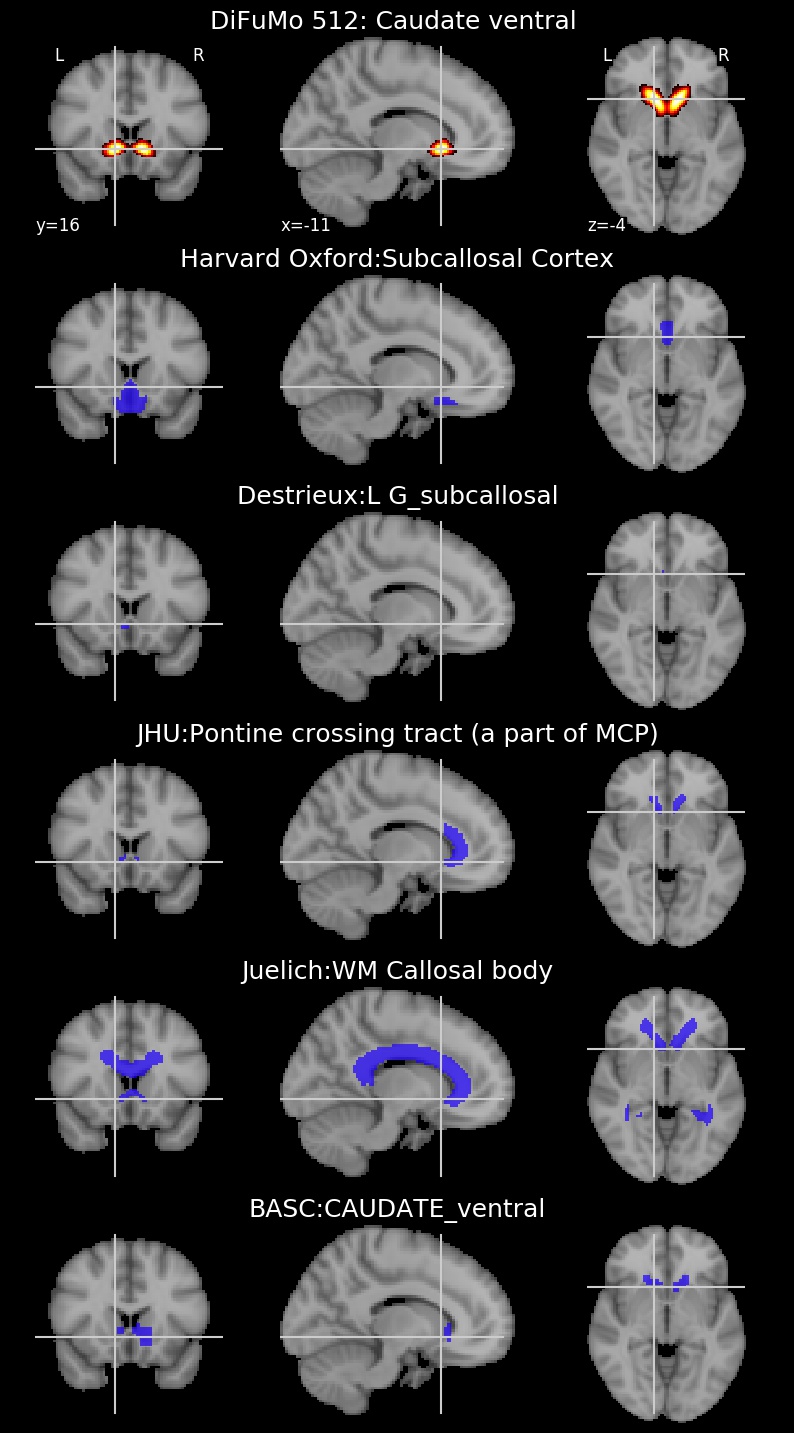 DiFuMo 512: Caudate ventral
L R L R
y=16 x=-11 z=-4
Harvard Oxford:Subcallosal Cortex
Destrieux:L G_subcallosal
JHU:Pontine crossing tract (a part of MCP)
Juelich:WM Callosal body
BASC:CAUDATE_ventral